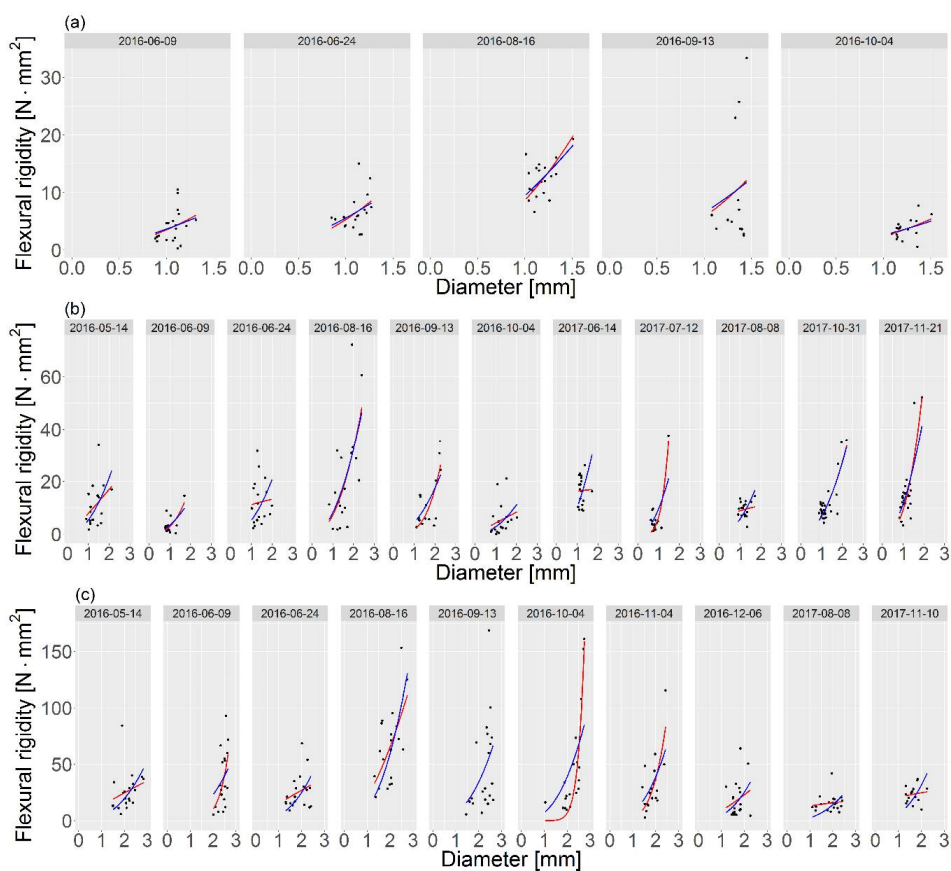 (a)
2016-06-09 2016-06-24 2016-08-16 2016-09-13 2016-10-04
Flexural rigidity [N · mm²]
30
20
10
0
0.0 0.5 1.0 1.5 0.0 0.5 1.0 1.5 0.0 0.5 1.0 1.5 0.0 0.5 1.0 1.5 0.0 0.5 1.0 1.5
Diameter [mm]
(b)
2016-05-14 2016-06-09 2016-06-24 2016-08-16 2016-09-13 2016-10-04 2017-06-14 2017-07-12 2017-08-08 2017-10-31 2017-11-21
Flexural rigidity [N · mm²]
60
40
20
0
0 1 2 3 0 1 2 3 0 1 2 3 0 1 2 3 0 1 2 3 0 1 2 3 0 1 2 3 0 1 2 3 0 1 2 3 0 1 2 3 0 1 2 3
Diameter [mm]
(c)
2016-05-14 2016-06-09 2016-06-24 2016-08-16 2016-09-13 2016-10-04 2016-11-04 2016-12-06 2017-08-08 2017-11-10
Flexural rigidity [N · mm²]
150
100
50
0
0 1 2 3 0 1 2 3 0 1 2 3 0 1 2 3 0 1 2 3 0 1 2 3 0 1 2 3 0 1 2 3 0 1 2 3 0 1 2 3
Diameter [mm]